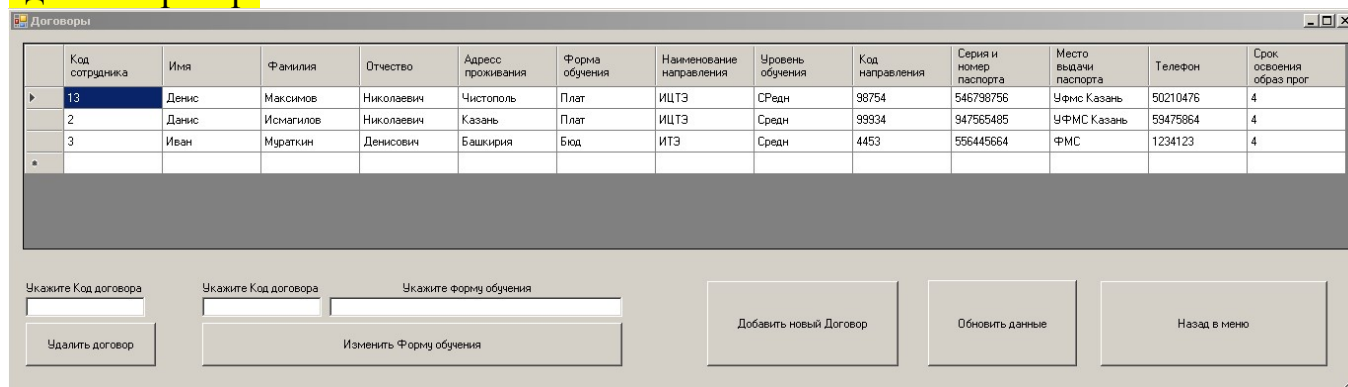 Договоры
Код сотрудника Имя Фамилия Отчество Адресс проживания Форма обучения Наименование направления Уровень обучения Код направления Серия и номер паспорта Место выдачи паспорта Телефон Срок освоения образ прог
13 Денис Максимов Николаевич Чистополь Плат ИЦТЭ СРедн 98754 546798756 Уфмс Казань 50210476 4
2 Данис Исмагилов Николаевич Казань Плат ИЦТЭ Средн 99934 947565485 УФМС Казань 59475864 4
3 Иван Мураткин Денисович Башкирия Бюд ИТЭ Средн 4453 556445664 ФМС 1234123 4
Укажите Код договора Укажите Код договора Укажите форму обучения
Удалить договор Изменить Форму обучения Добавить новый Договор Обновить данные Назад в меню